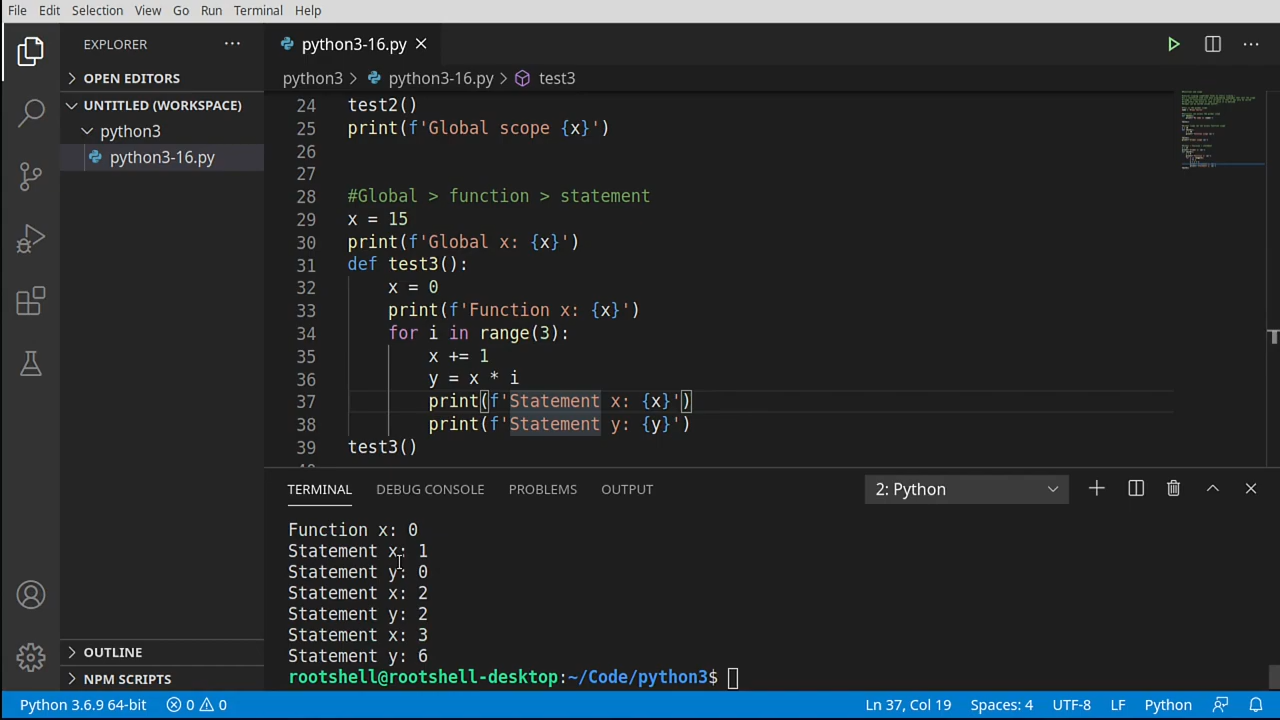 File Edit Selection View Go Run Terminal Help
EXPLORER ...
python3-16.py
OPEN EDITORS
python3 > python3-16.py > test3
UNTITLED (WORKSPACE)
python3
python3-16.py
24 test2()
25 print(f'Global scope {x}')
26
27
28 #Global > function > statement
29 x = 15
30 print(f'Global x: {x}')
31 def test3():
32 x = 0
33 print(f'Function x: {x}')
34 for i in range(3):
35 x += 1
36 y = x * i
37 print(f'Statement x: {x}')
38 print(f'Statement y: {y}')
39 test3()
TERMINAL DEBUG CONSOLE PROBLEMS OUTPUT 2: Python
Function x: 0
Statement x: 1
Statement y: 0
Statement x: 2
Statement y: 2
Statement x: 3
Statement y: 6
rootshell@rootshell-desktop:~/Code/python3$
OUTLINE
NPM SCRIPTS
Python 3.6.9 64-bit 0 0 Ln 37, Col 19 Spaces: 4 UTF-8 LF Python